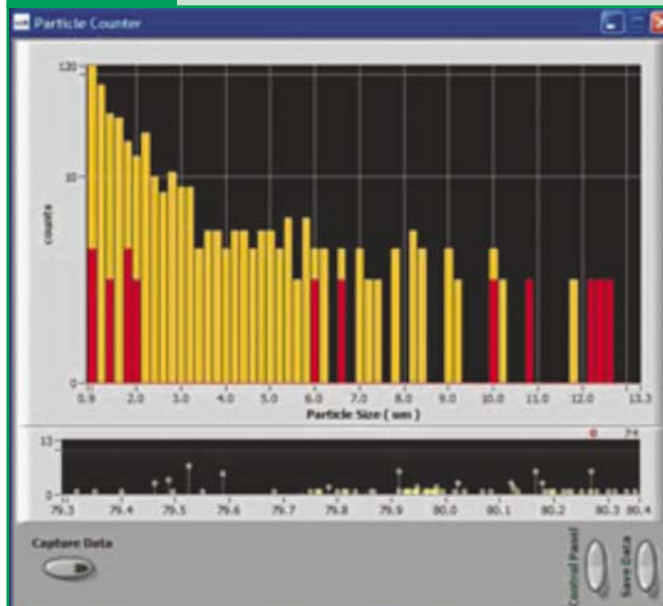 Particle Counter
120
10
0
counts
0.9 2.0 3.0 4.0 5.0 6.0 7.0 8.0 9.0 10.0 11.0 12.0 13.3
Particle Size ( um )
0 74
13
0
79.3 79.4 79.5 79.6 79.7 79.8 79.9 80.0 80.1 80.2 80.3 80.4
Capture Data
Control Panel
Save Data